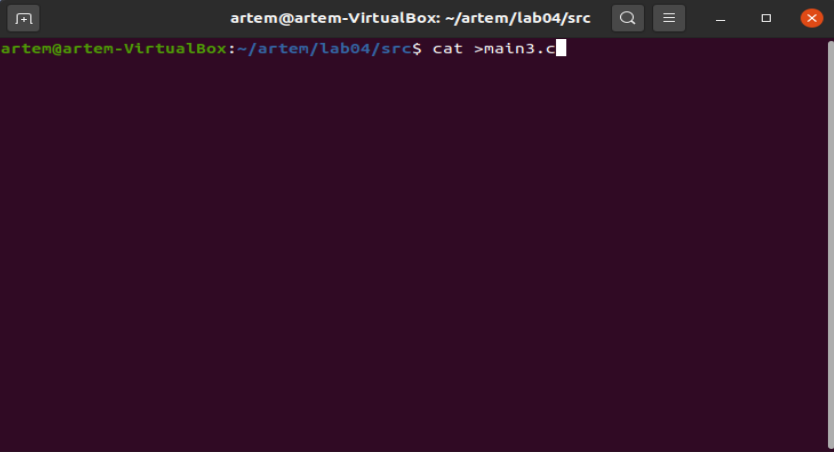 artem@artem-VirtualBox: ~/artem/lab04/src
artem@artem-VirtualBox:~/artem/lab04/src$ cat >main3.c